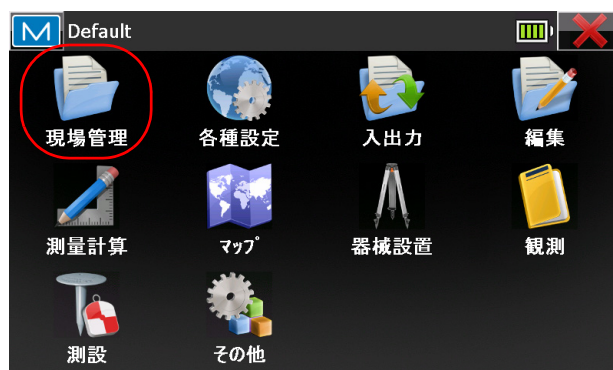 Default
現場管理 各種設定 入出力 編集
測量計算 ﾏｯﾌﾟ 器械設置 観測
測設 その他